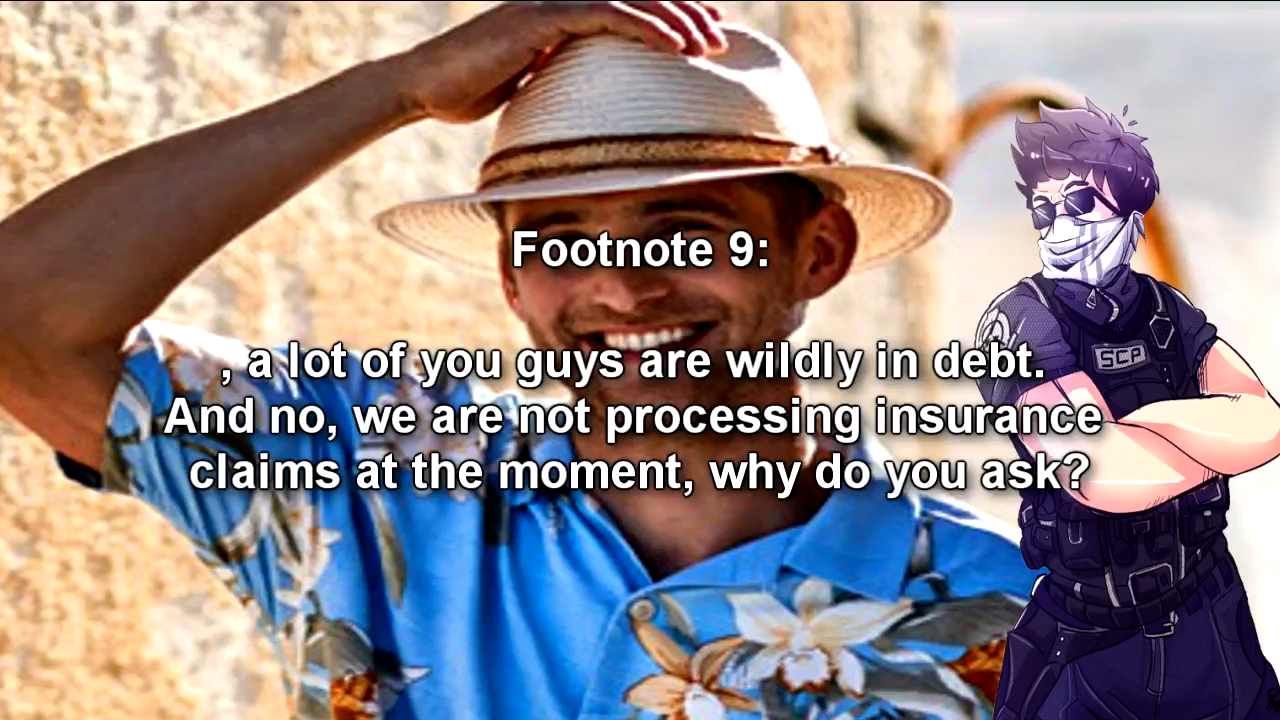 Footnote 9:
, a lot of you guys are wildly in debt.
And no, we are not processing insurance
claims at the moment, why do you ask?
SCP